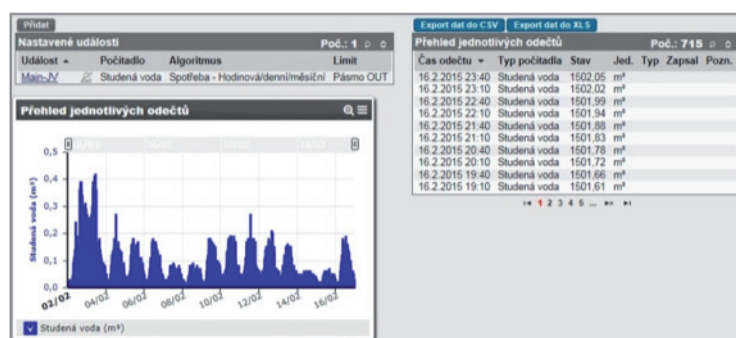 Přidat
Nastavené události Poč.: 1
Událost Počítadlo Algoritmus Limit
Main-JV Studená voda Spotřeba - Hodinová/denní/měsíční Pásmo OUT
Přehled jednotlivých odečtů
02/02 06/02 10/02 14/02
0,5
0,4
0,3
0,2
0,1
0,0
Studená voda (m³)
02/02 04/02 06/02 08/02 10/02 12/02 14/02 16/02
Studená voda (m³)
Export dat do CSV Export dat do XLS
Přehled jednotlivých odečtů Poč.: 715
Čas odečtu Typ počítadla Stav Jed. Typ Zapsal Pozn.
16.2.2015 23:40 Studená voda 1502,05 m³
16.2.2015 23:10 Studená voda 1502,02 m³
16.2.2015 22:40 Studená voda 1501,99 m³
16.2.2015 22:10 Studená voda 1501,94 m³
16.2.2015 21:40 Studená voda 1501,88 m³
16.2.2015 21:10 Studená voda 1501,83 m³
16.2.2015 20:40 Studená voda 1501,78 m³
16.2.2015 20:10 Studená voda 1501,72 m³
16.2.2015 19:40 Studená voda 1501,66 m³
16.2.2015 19:10 Studená voda 1501,61 m³
1 2 3 4 5 ...